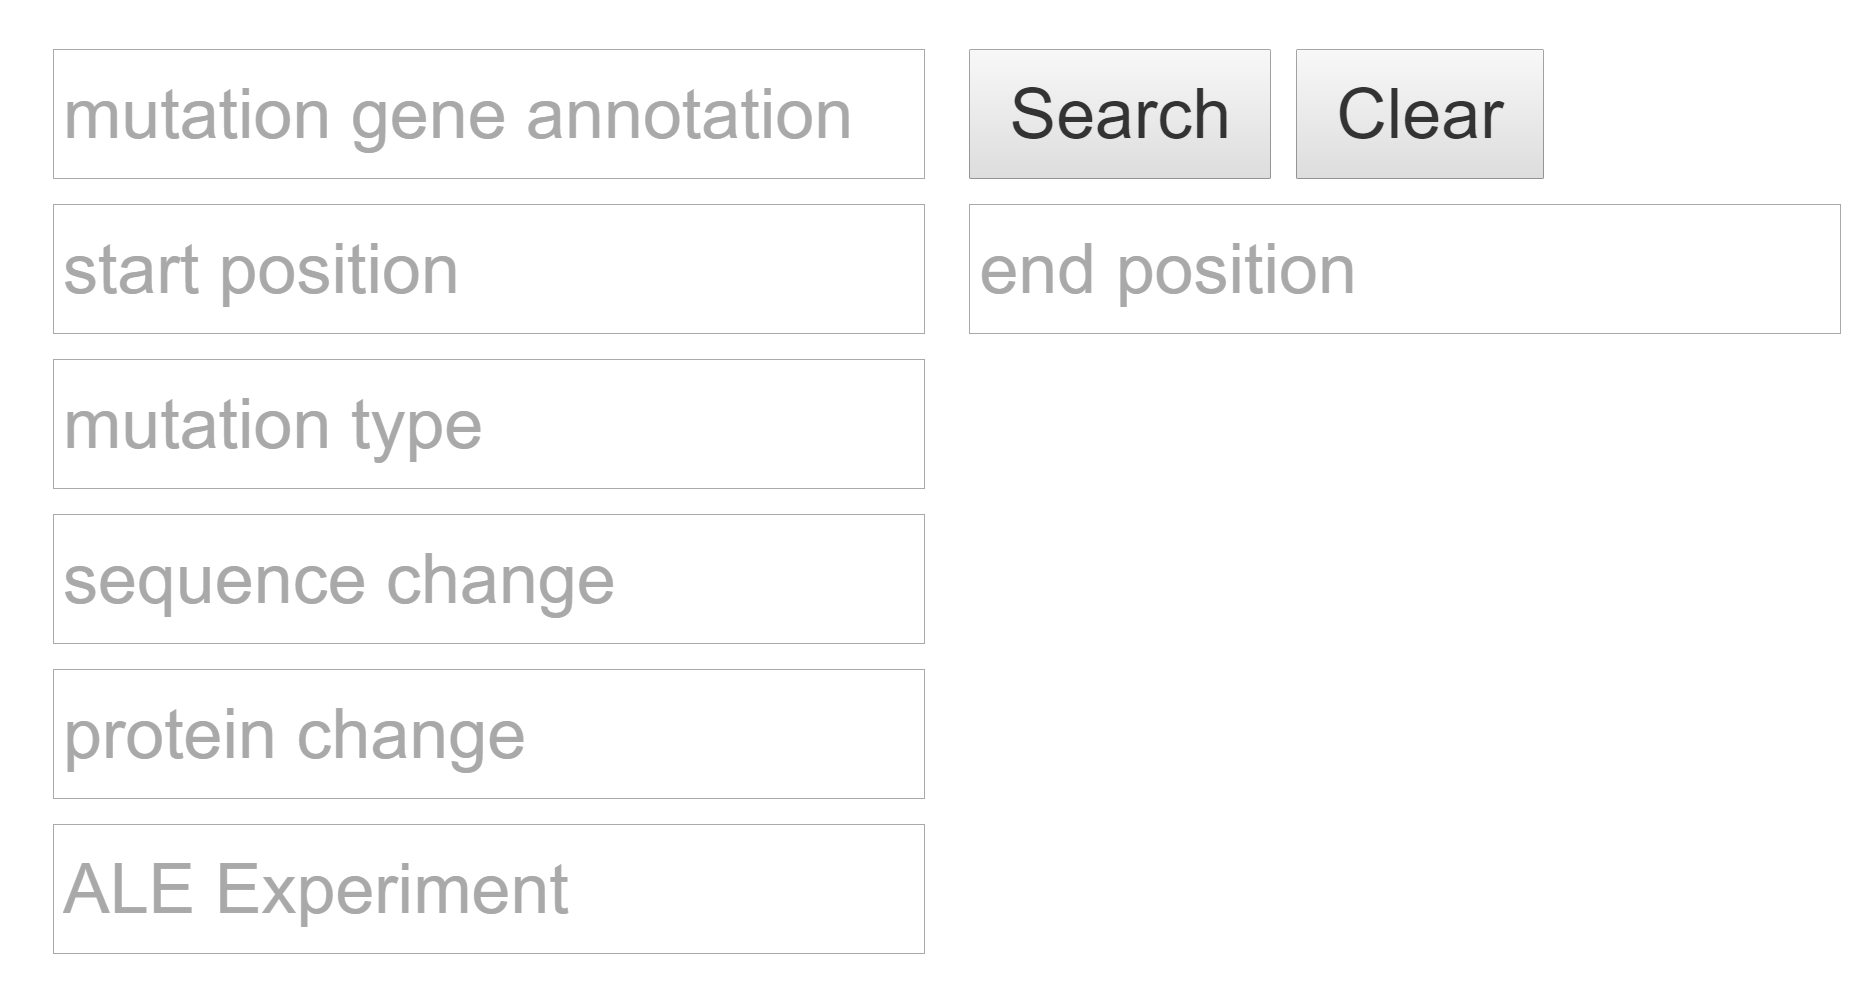 mutation gene annotation Search Clear
start position end position
mutation type
sequence change
protein change
ALE Experiment